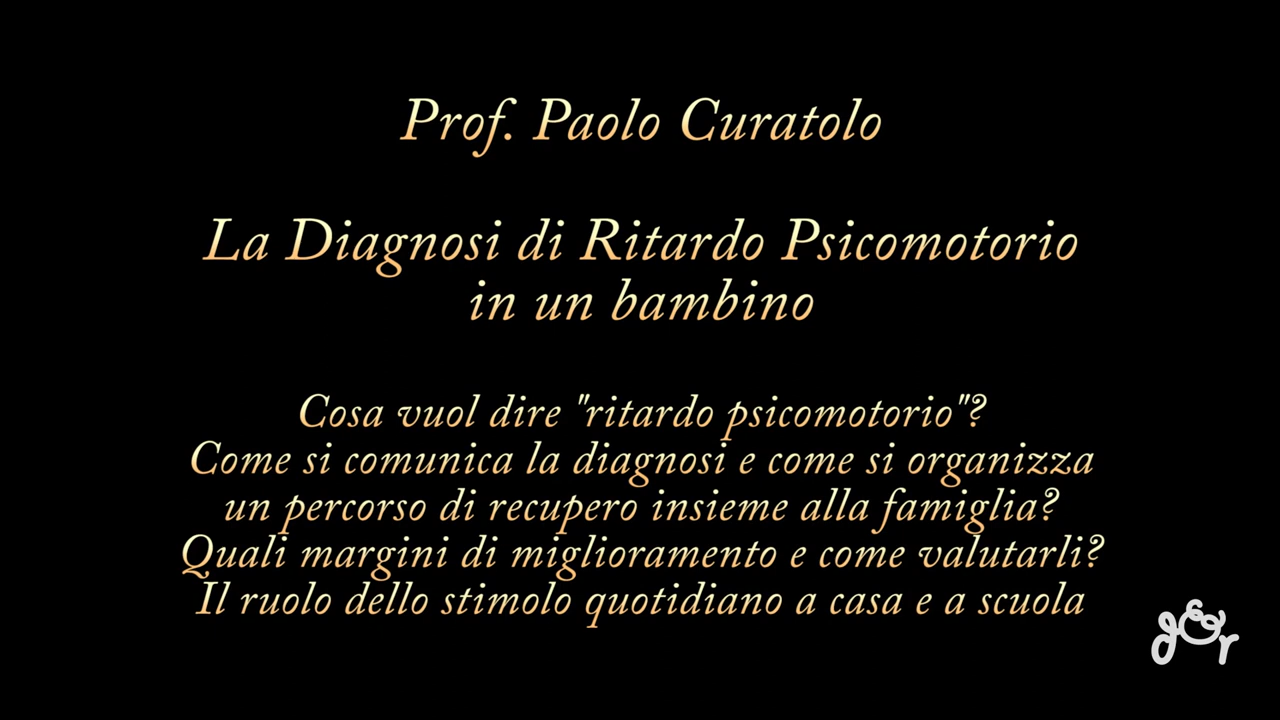 Prof. Paolo Curatolo
La Diagnosi di Ritardo Psicomotorio
in un bambino
Cosa vuol dire "ritardo psicomotorio"?
Come si comunica la diagnosi e come si organizza
un percorso di recupero insieme alla famiglia?
Quali margini di miglioramento e come valutarli?
Il ruolo dello stimolo quotidiano a casa e a scuola
g&r